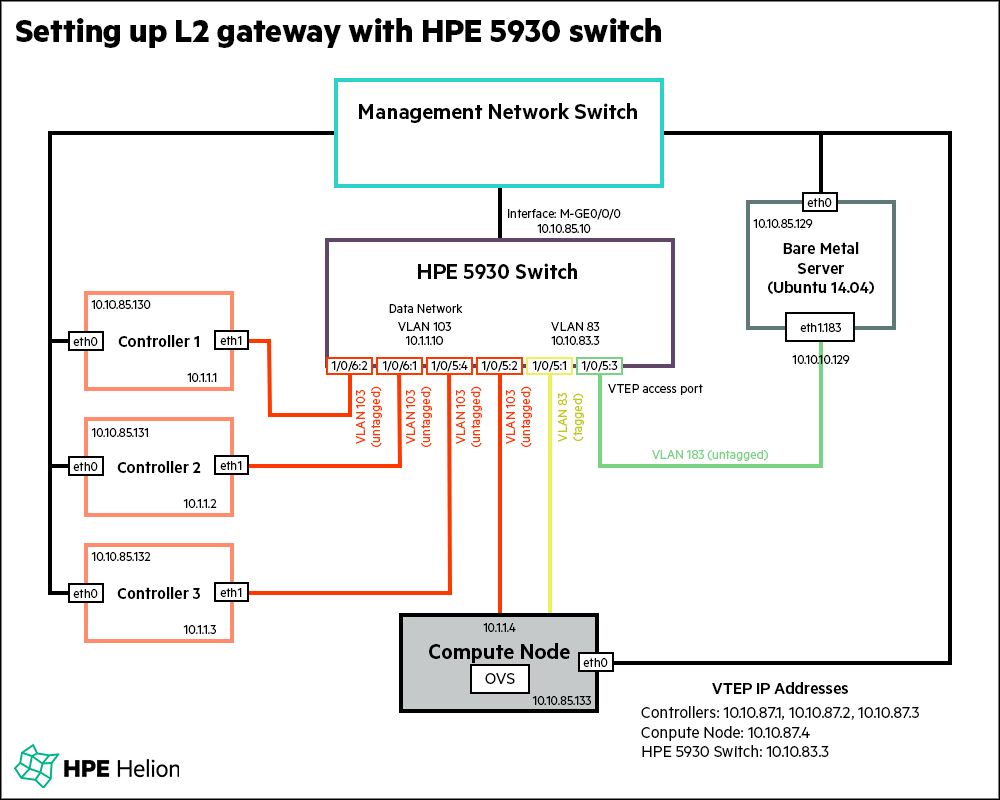 Setting up L2 gateway with HPE 5930 switch
Management Network Switch
Interface: M-GE0/0/0
10.10.85.10
eth0
10.10.85.129
Bare Metal
Server
(Ubuntu 14.04)
eth1.183
10.10.10.129
HPE 5930 Switch
Data Network
VLAN 103
10.1.1.10
VLAN 83
10.10.83.3
1/0/6:2
1/0/6:1
1/0/5:4
1/0/5:2
1/0/5:1
1/0/5:3
VTEP access port
VLAN 103
(untagged)
VLAN 103
(untagged)
VLAN 103
(untagged)
VLAN 103
(untagged)
VLAN 83
(tagged)
VLAN 183 (untagged)
10.10.85.130
eth0
Controller 1
eth1
10.1.1.1
10.10.85.131
eth0
Controller 2
eth1
10.1.1.2
10.10.85.132
eth0
Controller 3
eth1
10.1.1.3
10.1.1.4
Compute Node
eth0
OVS
10.10.85.133
VTEP IP Addresses
Controllers: 10.10.87.1, 10.10.87.2, 10.10.87.3
Conpute Node: 10.10.87.4
HPE 5930 Switch: 10.10.83.3
HPE Helion